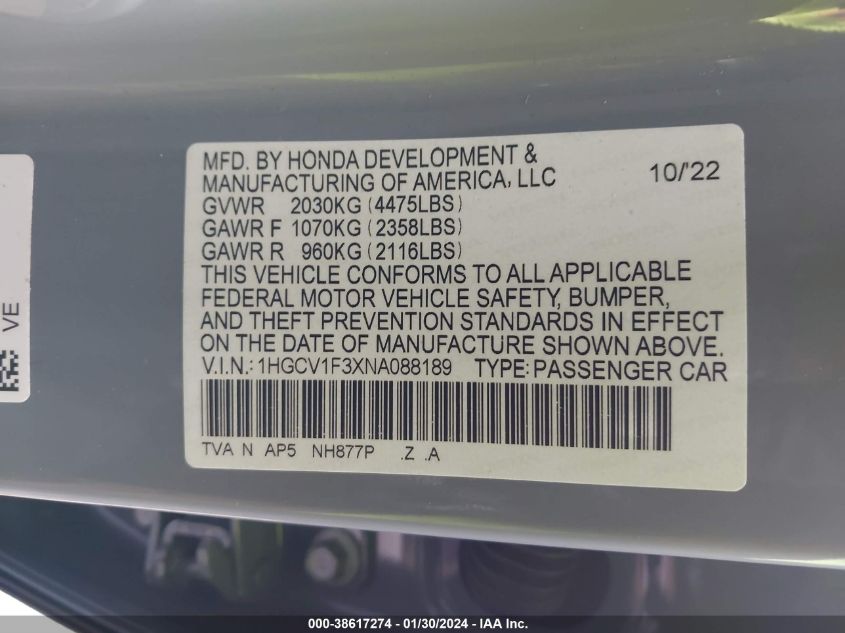 MFD. BY HONDA DEVELOPMENT &
MANUFACTURING OF AMERICA, LLC 10/'22
GVWR 2030KG (4475LBS)
GAWR F 1070KG (2358LBS)
GAWR R 960KG (2116LBS)
THIS VEHICLE CONFORMS TO ALL APPLICABLE
FEDERAL MOTOR VEHICLE SAFETY, BUMPER,
AND THEFT PREVENTION STANDARDS IN EFFECT
ON THE DATE OF MANUFACTURE SHOWN ABOVE.
V.I.N.: 1HGCV1F3XNA088189 TYPE: PASSENGER CAR
TVA N AP5 NH877P .Z .A
VE
000-38617274 - 01/30/2024 - IAAI.com